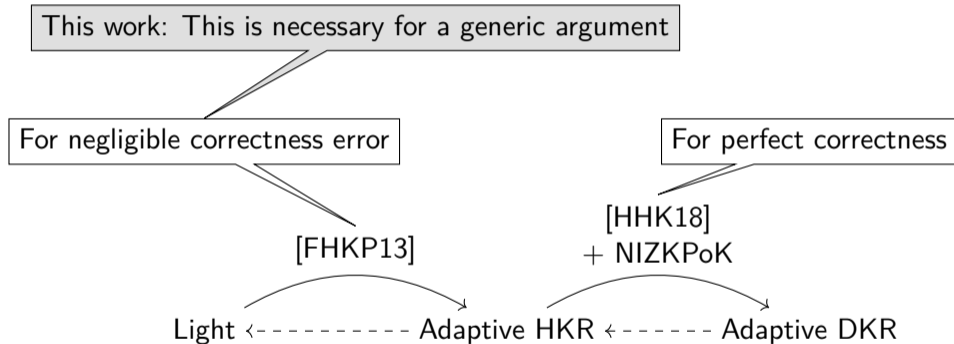 This work: This is necessary for a generic argument
For negligible correctness error
For perfect correctness
[FHKP13]
[HHK18]
+ NIZKPoK
Light
Adaptive HKR
Adaptive DKR